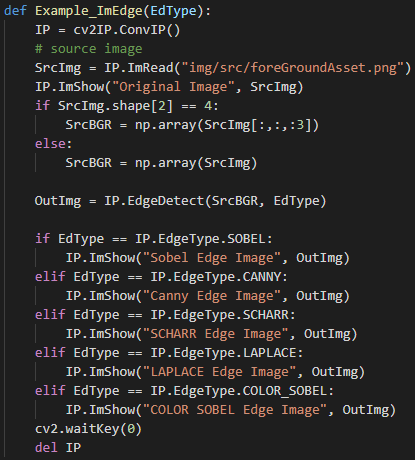 def Example_ImEdge(EdType):
    IP = cv2IP.ConvIP()
    # source image
    SrcImg = IP.ImRead("img/src/foreGroundAsset.png")
    IP.ImShow("Original Image", SrcImg)
    if SrcImg.shape[2] == 4:
        SrcBGR = np.array(SrcImg[:,:,:3])
    else:
        SrcBGR = np.array(SrcImg)

    OutImg = IP.EdgeDetect(SrcBGR, EdType)

    if EdType == IP.EdgeType.SOBEL:
        IP.ImShow("Sobel Edge Image", OutImg)
    elif EdType == IP.EdgeType.CANNY:
        IP.ImShow("Canny Edge Image", OutImg)
    elif EdType == IP.EdgeType.SCHARR:
        IP.ImShow("SCHARR Edge Image", OutImg)
    elif EdType == IP.EdgeType.LAPLACE:
        IP.ImShow("LAPLACE Edge Image", OutImg)
    elif EdType == IP.EdgeType.COLOR_SOBEL:
        IP.ImShow("COLOR SOBEL Edge Image", OutImg)
    cv2.waitKey(0)
    del IP